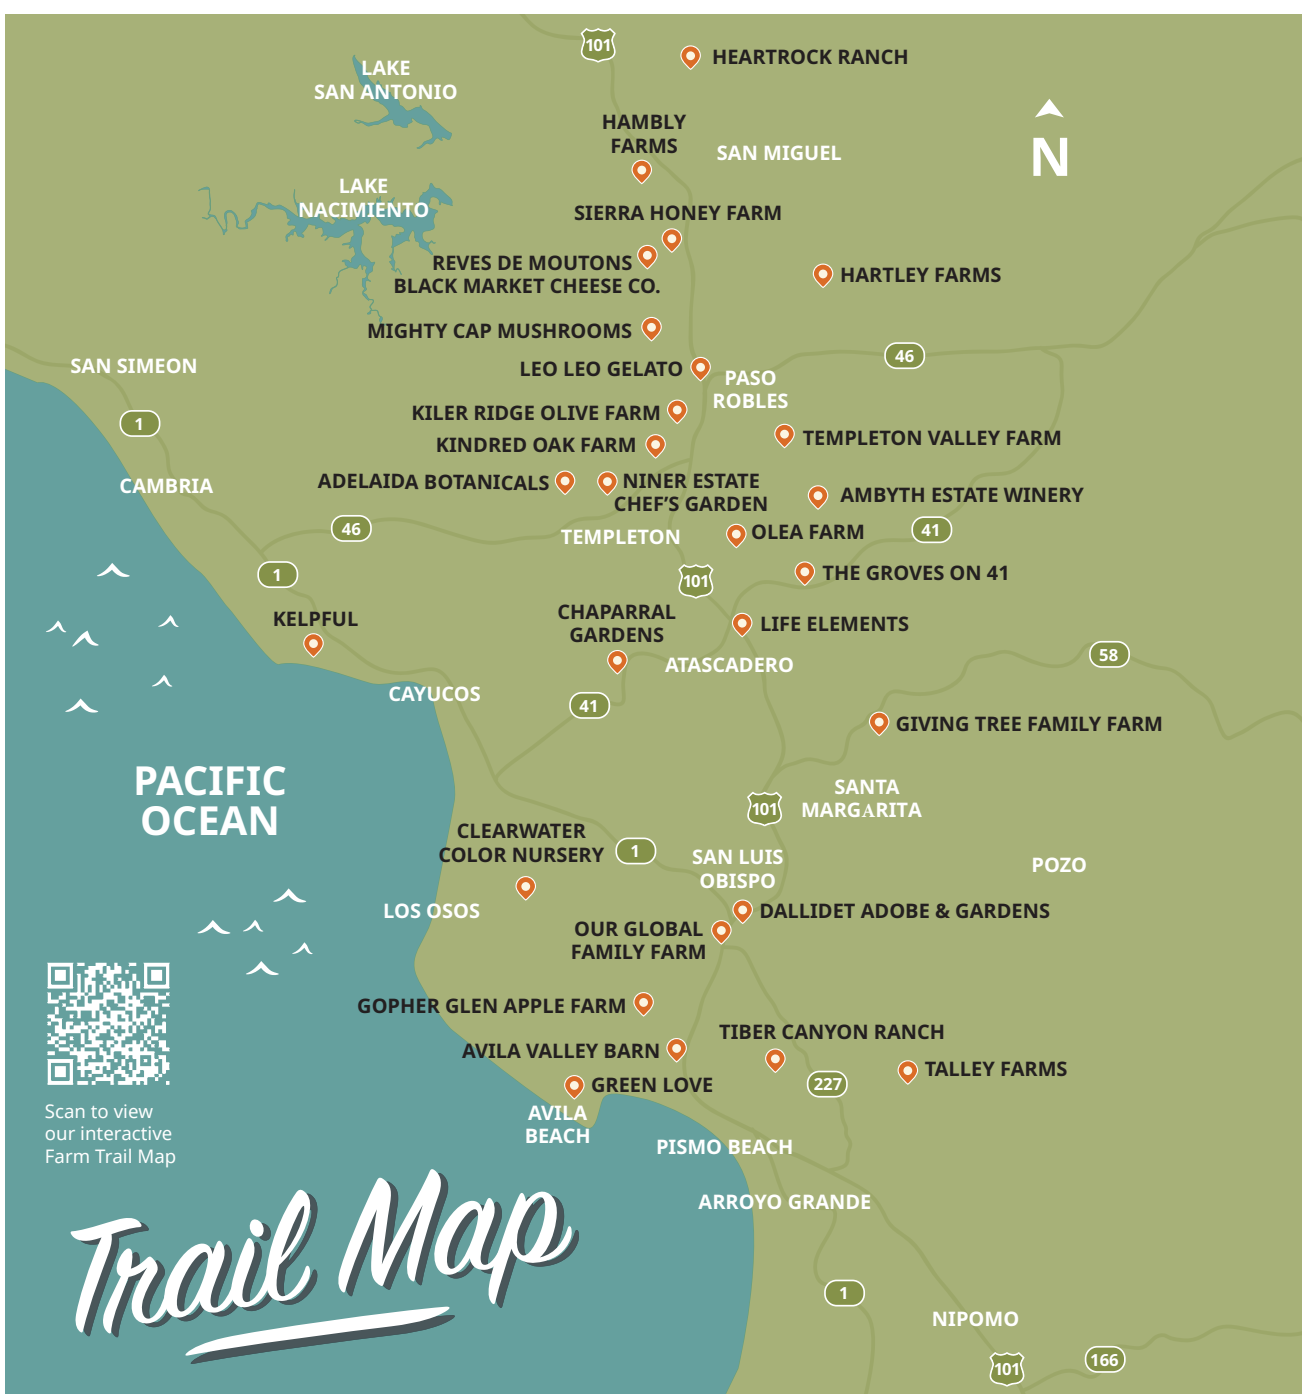 101
HEARTROCK RANCH
LAKE
SAN ANTONIO
HAMBLY
FARMS
SAN MIGUEL
N
LAKE
NACIMIENTO
SIERRA HONEY FARM
REVES DE MOUTONS
BLACK MARKET CHEESE CO.
HARTLEY FARMS
MIGHTY CAP MUSHROOMS
46
SAN SIMEON
LEO LEO GELATO
PASO
ROBLES
1
KILER RIDGE OLIVE FARM
TEMPLETON VALLEY FARM
KINDRED OAK FARM
CAMBRIA
ADELAIDA BOTANICALS
NINER ESTATE
CHEF'S GARDEN
AMBYTH ESTATE WINERY
46
TEMPLETON
OLEA FARM
41
1
101
THE GROVES ON 41
KELPFUL
CHAPARRAL
GARDENS
LIFE ELEMENTS
ATASCADERO
58
CAYUCOS
41
GIVING TREE FAMILY FARM
PACIFIC
OCEAN
SANTA
MARGARITA
101
CLEARWATER
COLOR NURSERY
1
SAN LUIS
OBISPO
POZO
LOS OSOS
DALLIDET ADOBE & GARDENS
OUR GLOBAL
FAMILY FARM
GOPHER GLEN APPLE FARM
TIBER CANYON RANCH
AVILA VALLEY BARN
TALLEY FARMS
GREEN LOVE
227
AVILA
BEACH
Scan to view
our interactive
Farm Trail Map
PISMO BEACH
ARROYO GRANDE
Trail Map
1
NIPOMO
101
166